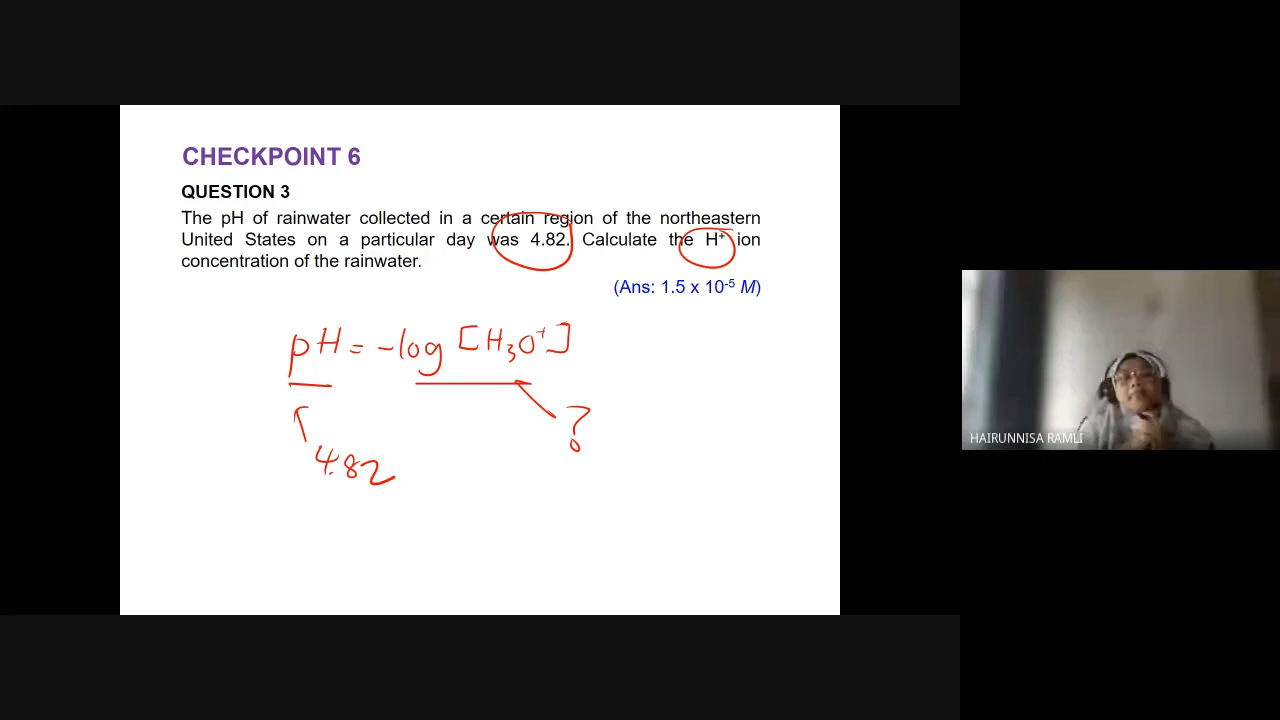 CHECKPOINT 6
QUESTION 3
The pH of rainwater collected in a certain region of the northeastern
United States on a particular day was 4.82. Calculate the H⁺ ion
concentration of the rainwater.
(Ans: 1.5 x 10⁻⁵ M)
pH = -log [H₃O⁺]
?
4.82
HAIRUNNISA RAMLI